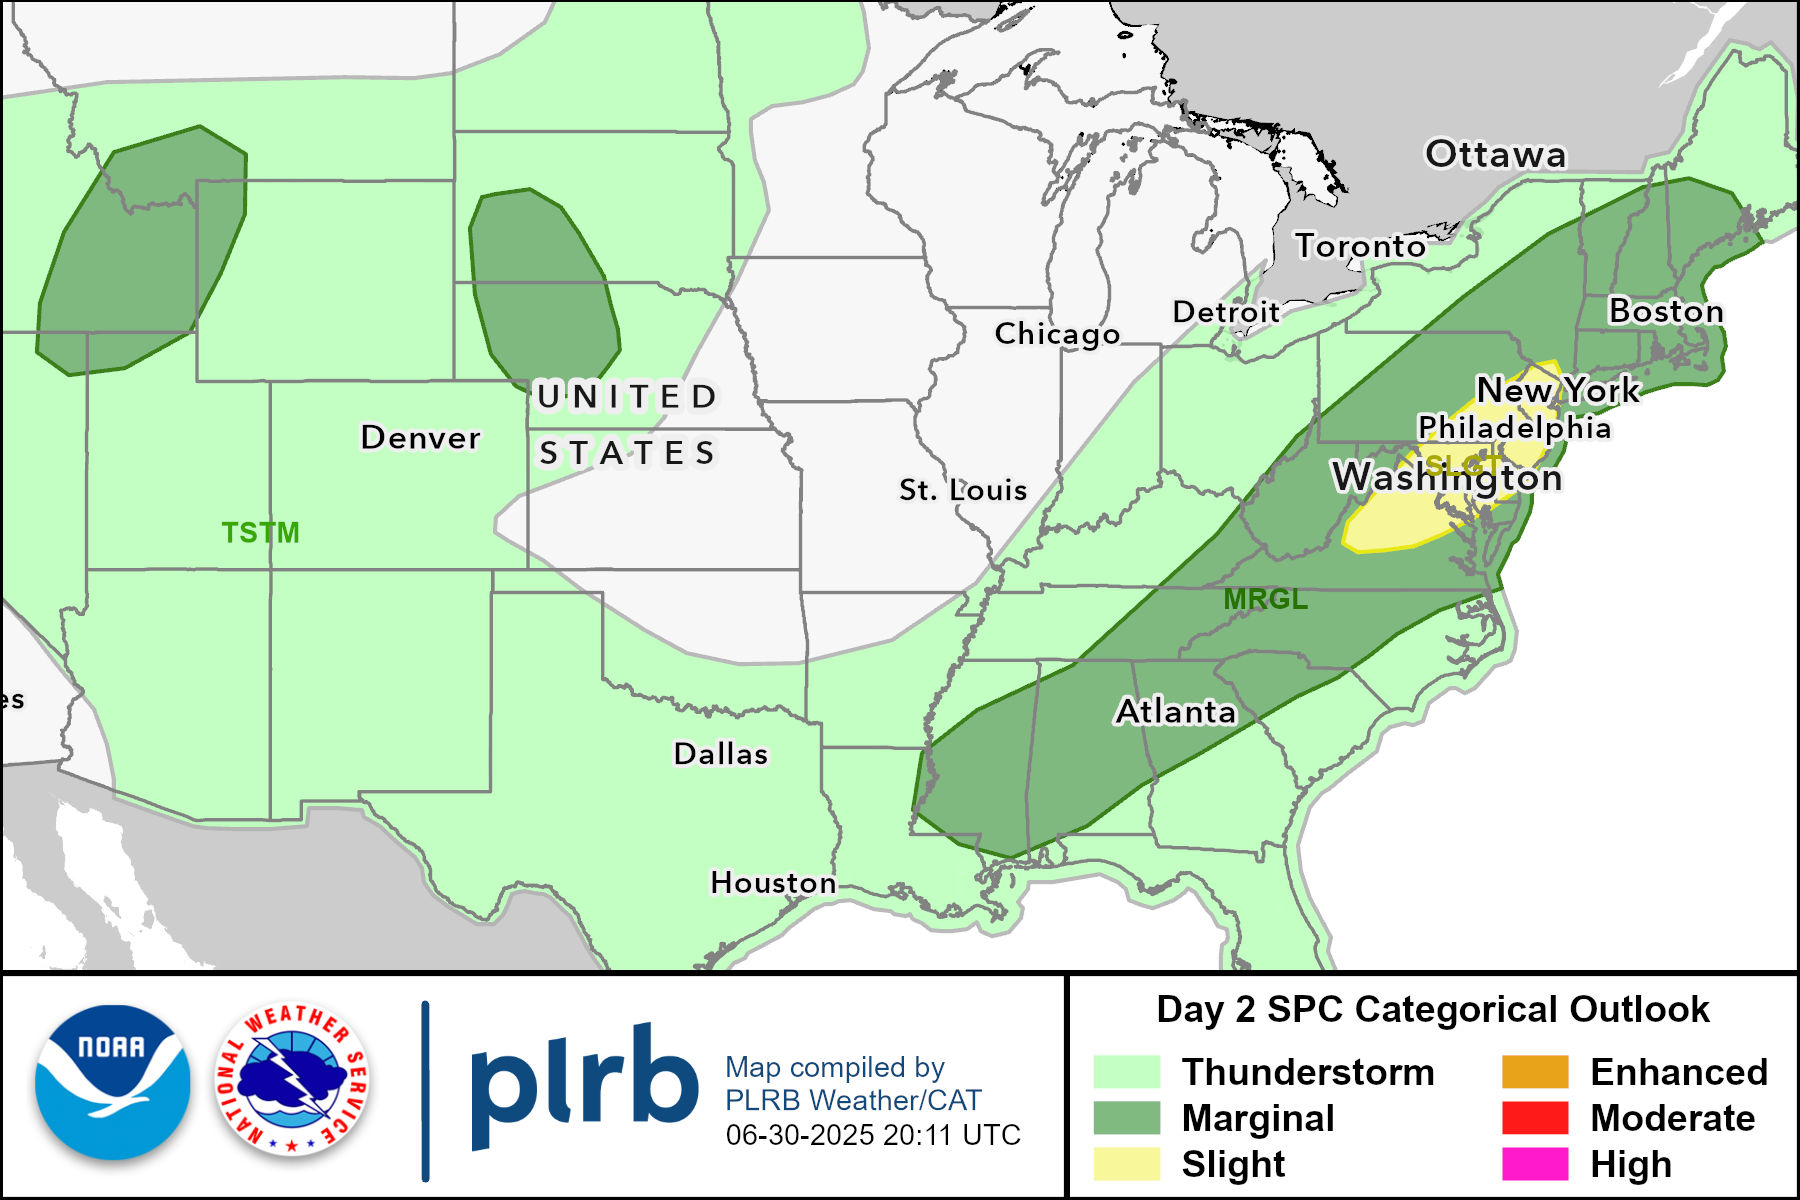 Ottawa
Toronto
Detroit
Boston
Chicago
New York
UNITED
Philadelphia
Denver
STATES
SLGT
Washington
St. Louis
TSTM
MRGL
es
Atlanta
Dallas
Houston
NOAA
NATIONAL WEATHER SERVICE
plrb
Map compiled by
PLRB Weather/CAT
06-30-2025 20:11 UTC
Day 2 SPC Categorical Outlook
Thunderstorm
Enhanced
Marginal
Moderate
Slight
High